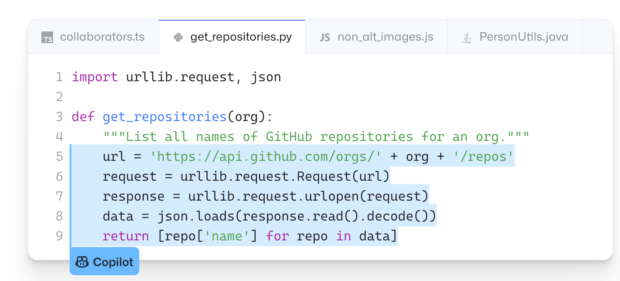 TS collaborators.ts get_repositories.py JS non_alt_images.js PersonUtils.java
1 import urllib.request, json
2
3 def get_repositories(org):
4     """List all names of GitHub repositories for an org."""
5     url = 'https://api.github.com/orgs/' + org + '/repos'
6     request = urllib.request.Request(url)
7     response = urllib.request.urlopen(request)
8     data = json.loads(response.read().decode())
9     return [repo['name'] for repo in data]
Copilot